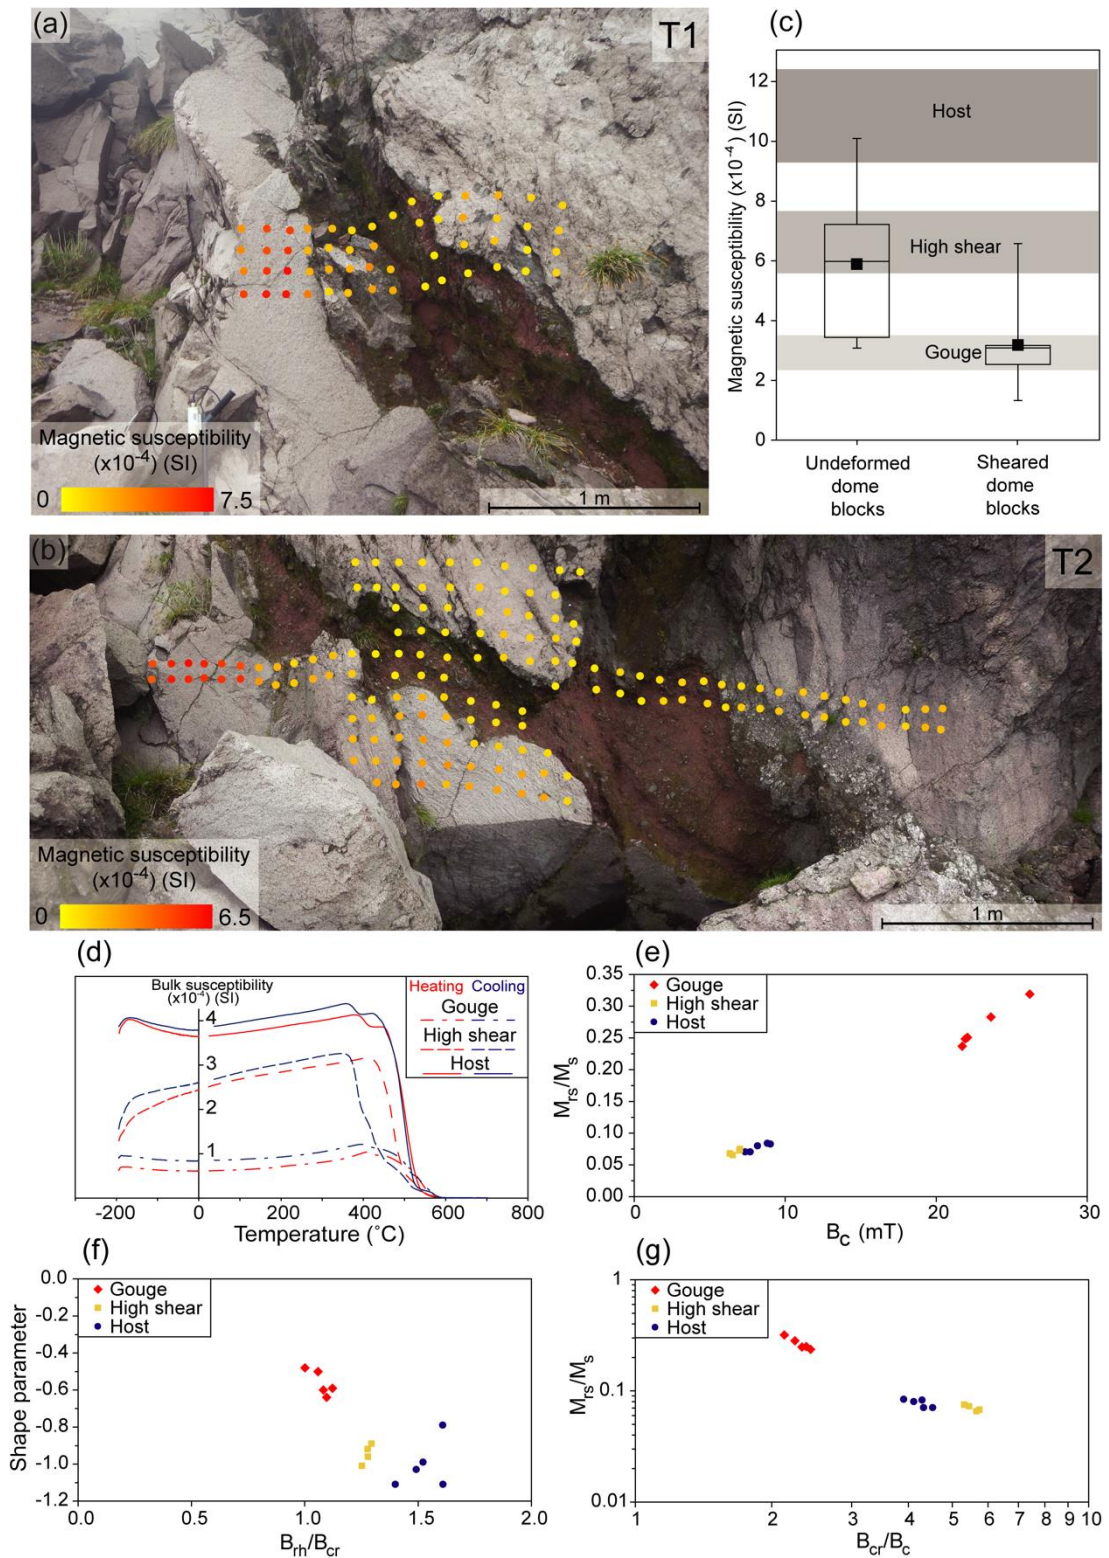 (a)
T1
Magnetic susceptibility
(x10⁻⁴) (SI)
0
7.5
1 m
(c)
Magnetic susceptibility (x10⁻⁴) (SI)
12
10
8
6
4
2
0
Host
High shear
Gouge
Undeformed
dome
blocks
Sheared
dome
blocks
(b)
T2
Magnetic susceptibility
(x10⁻⁴) (SI)
0
6.5
1 m
(d)
Bulk susceptibility
(x10⁻⁴) (SI)
4
3
2
1
Heating Cooling
Gouge
High shear
Host
-200 0 200 400 600 800
Temperature (˚C)
(e)
Mrs/Ms
0.35
0.30
0.25
0.20
0.15
0.10
0.05
0.00
Gouge
High shear
Host
0 10 20 30
Bc (mT)
(f)
Shape parameter
0.0
-0.2
-0.4
-0.6
-0.8
-1.0
-1.2
Gouge
High shear
Host
0.0 0.5 1.0 1.5 2.0
Brh/Bcr
(g)
Mrs/Ms
1
0.1
0.01
Gouge
High shear
Host
1 2 3 4 5 6 7 8 9 10
Bcr/Bc